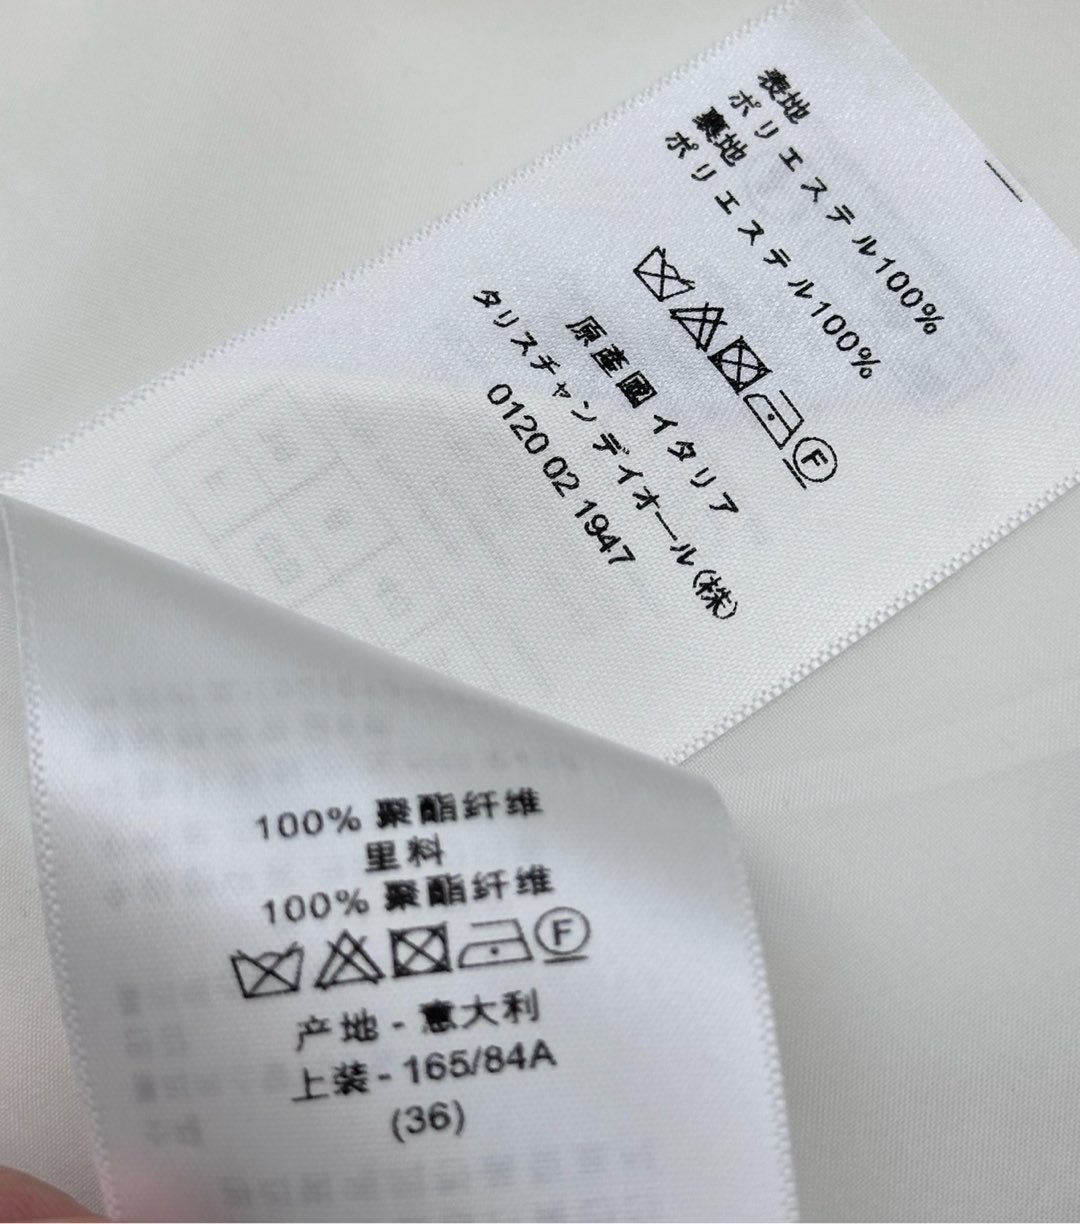 表地
ポリエステル100%
裏地
ポリエステル100%
F
原産國 イタリア
タリスチャンディオール(株)
0120 02 1947
100% 聚酯纤维
里料
100% 聚酯纤维
F
产地 - 意大利
上装 - 165/84A
(36)